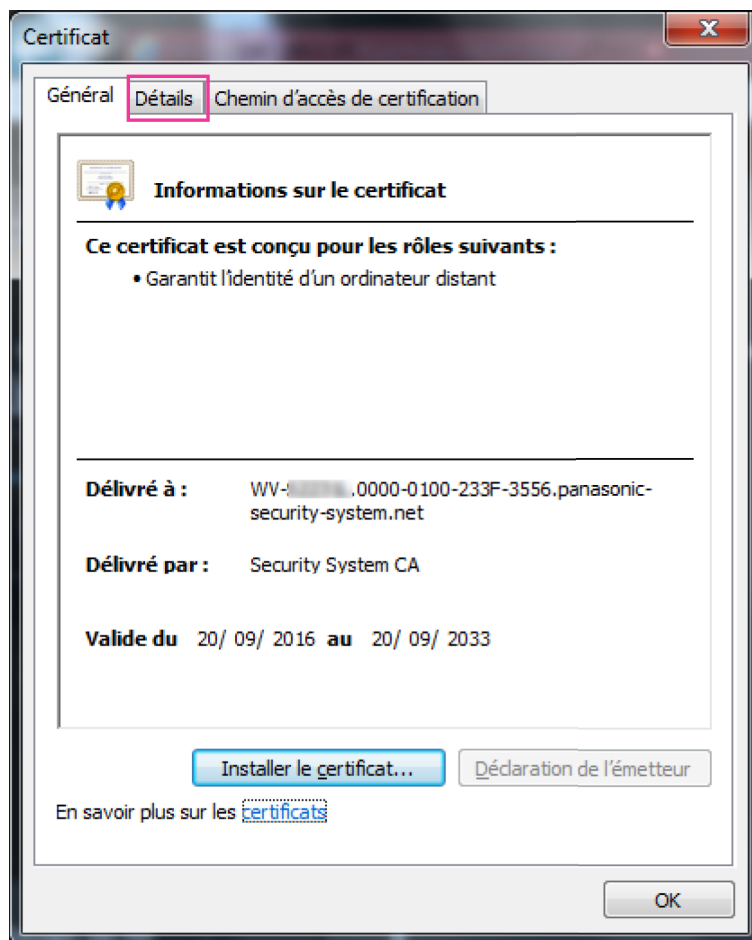 Certificat
Général Détails Chemin d'accès de certification
Informations sur le certificat
Ce certificat est conçu pour les rôles suivants :
• Garantit l'identité d'un ordinateur distant
Délivré à : WV- .0000-0100-233F-3556.panasonic-
security-system.net
Délivré par : Security System CA
Valide du 20/ 09/ 2016 au 20/ 09/ 2033
Installer le certificat... Déclaration de l'émetteur
En savoir plus sur les certificats
OK